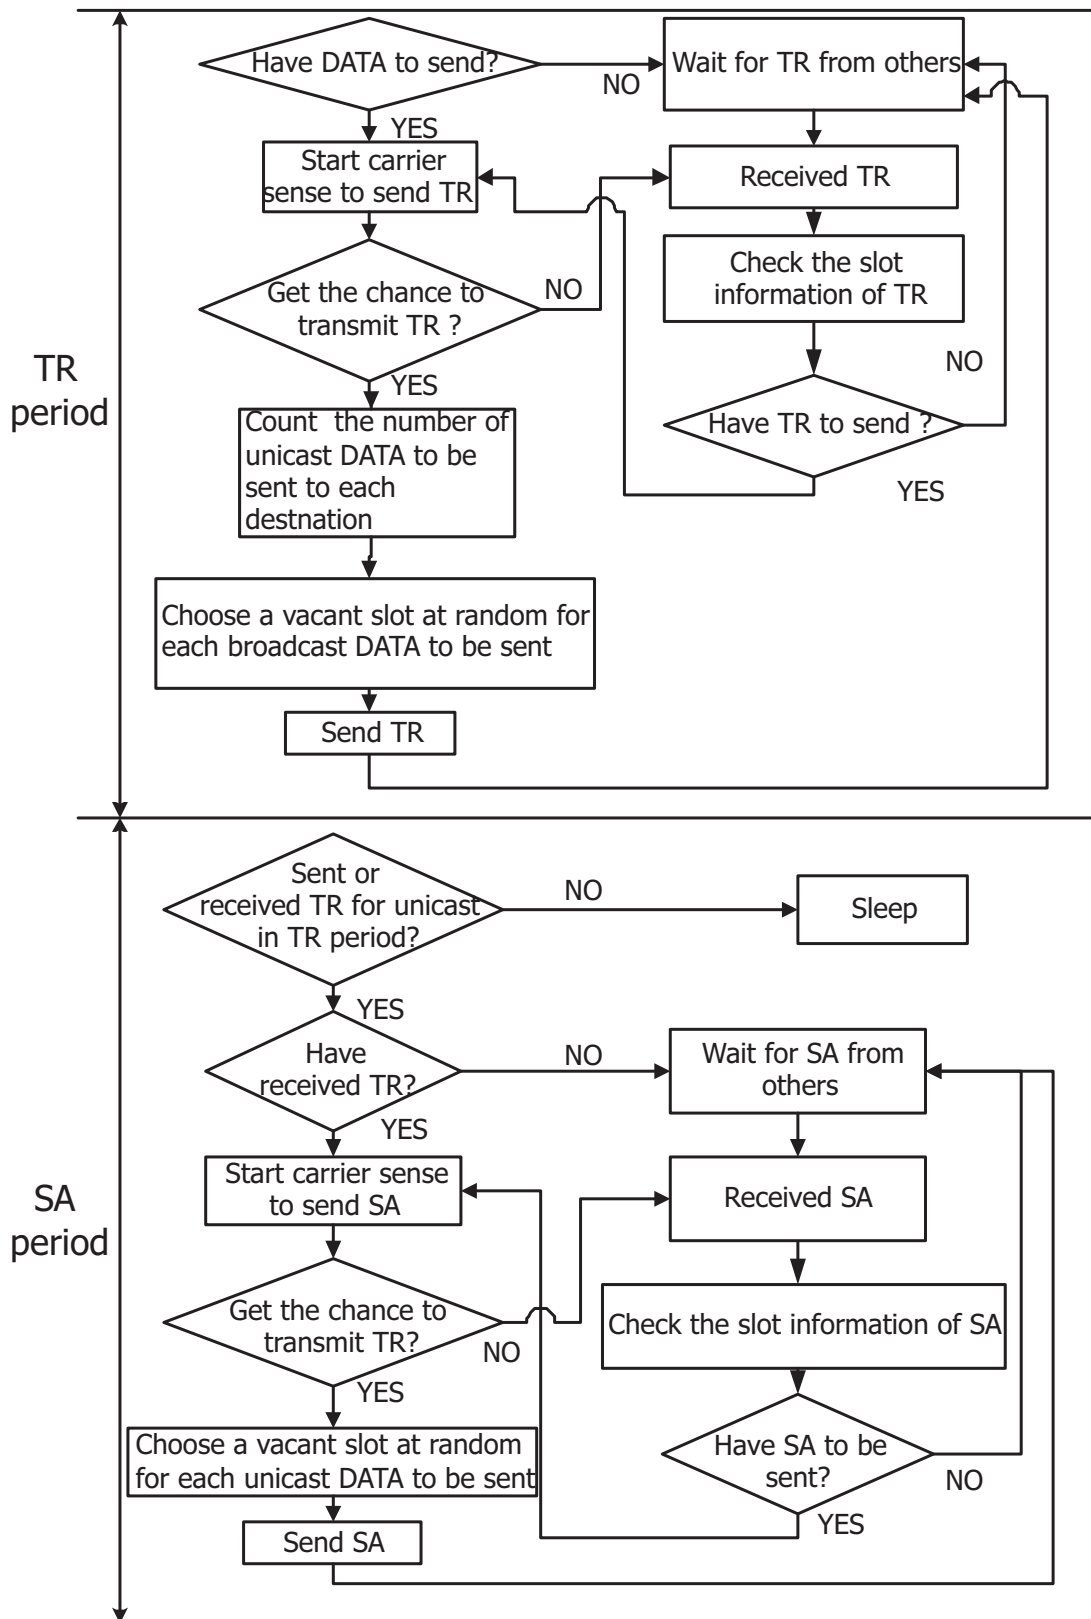 Have DATA to send?
NO
Wait for TR from others
YES
Start carrier
sense to send TR
Received TR
Get the chance to
transmit TR ?
NO
Check the slot
information of TR
NO
TR
period
YES
Count  the number of
unicast DATA to be
sent to each
destnation
Have TR to send ?
YES
Choose a vacant slot at random for
each broadcast DATA to be sent
Send TR
Sent or
received TR for unicast
in TR period?
NO
Sleep
YES
Have
received TR?
NO
Wait for SA from
others
YES
Start carrier sense
to send SA
Received SA
SA
period
Get the chance to
transmit TR?
NO
Check the slot information of SA
YES
Choose a vacant slot at random
for each unicast DATA to be sent
Have SA to be
sent?
NO
YES
Send SA